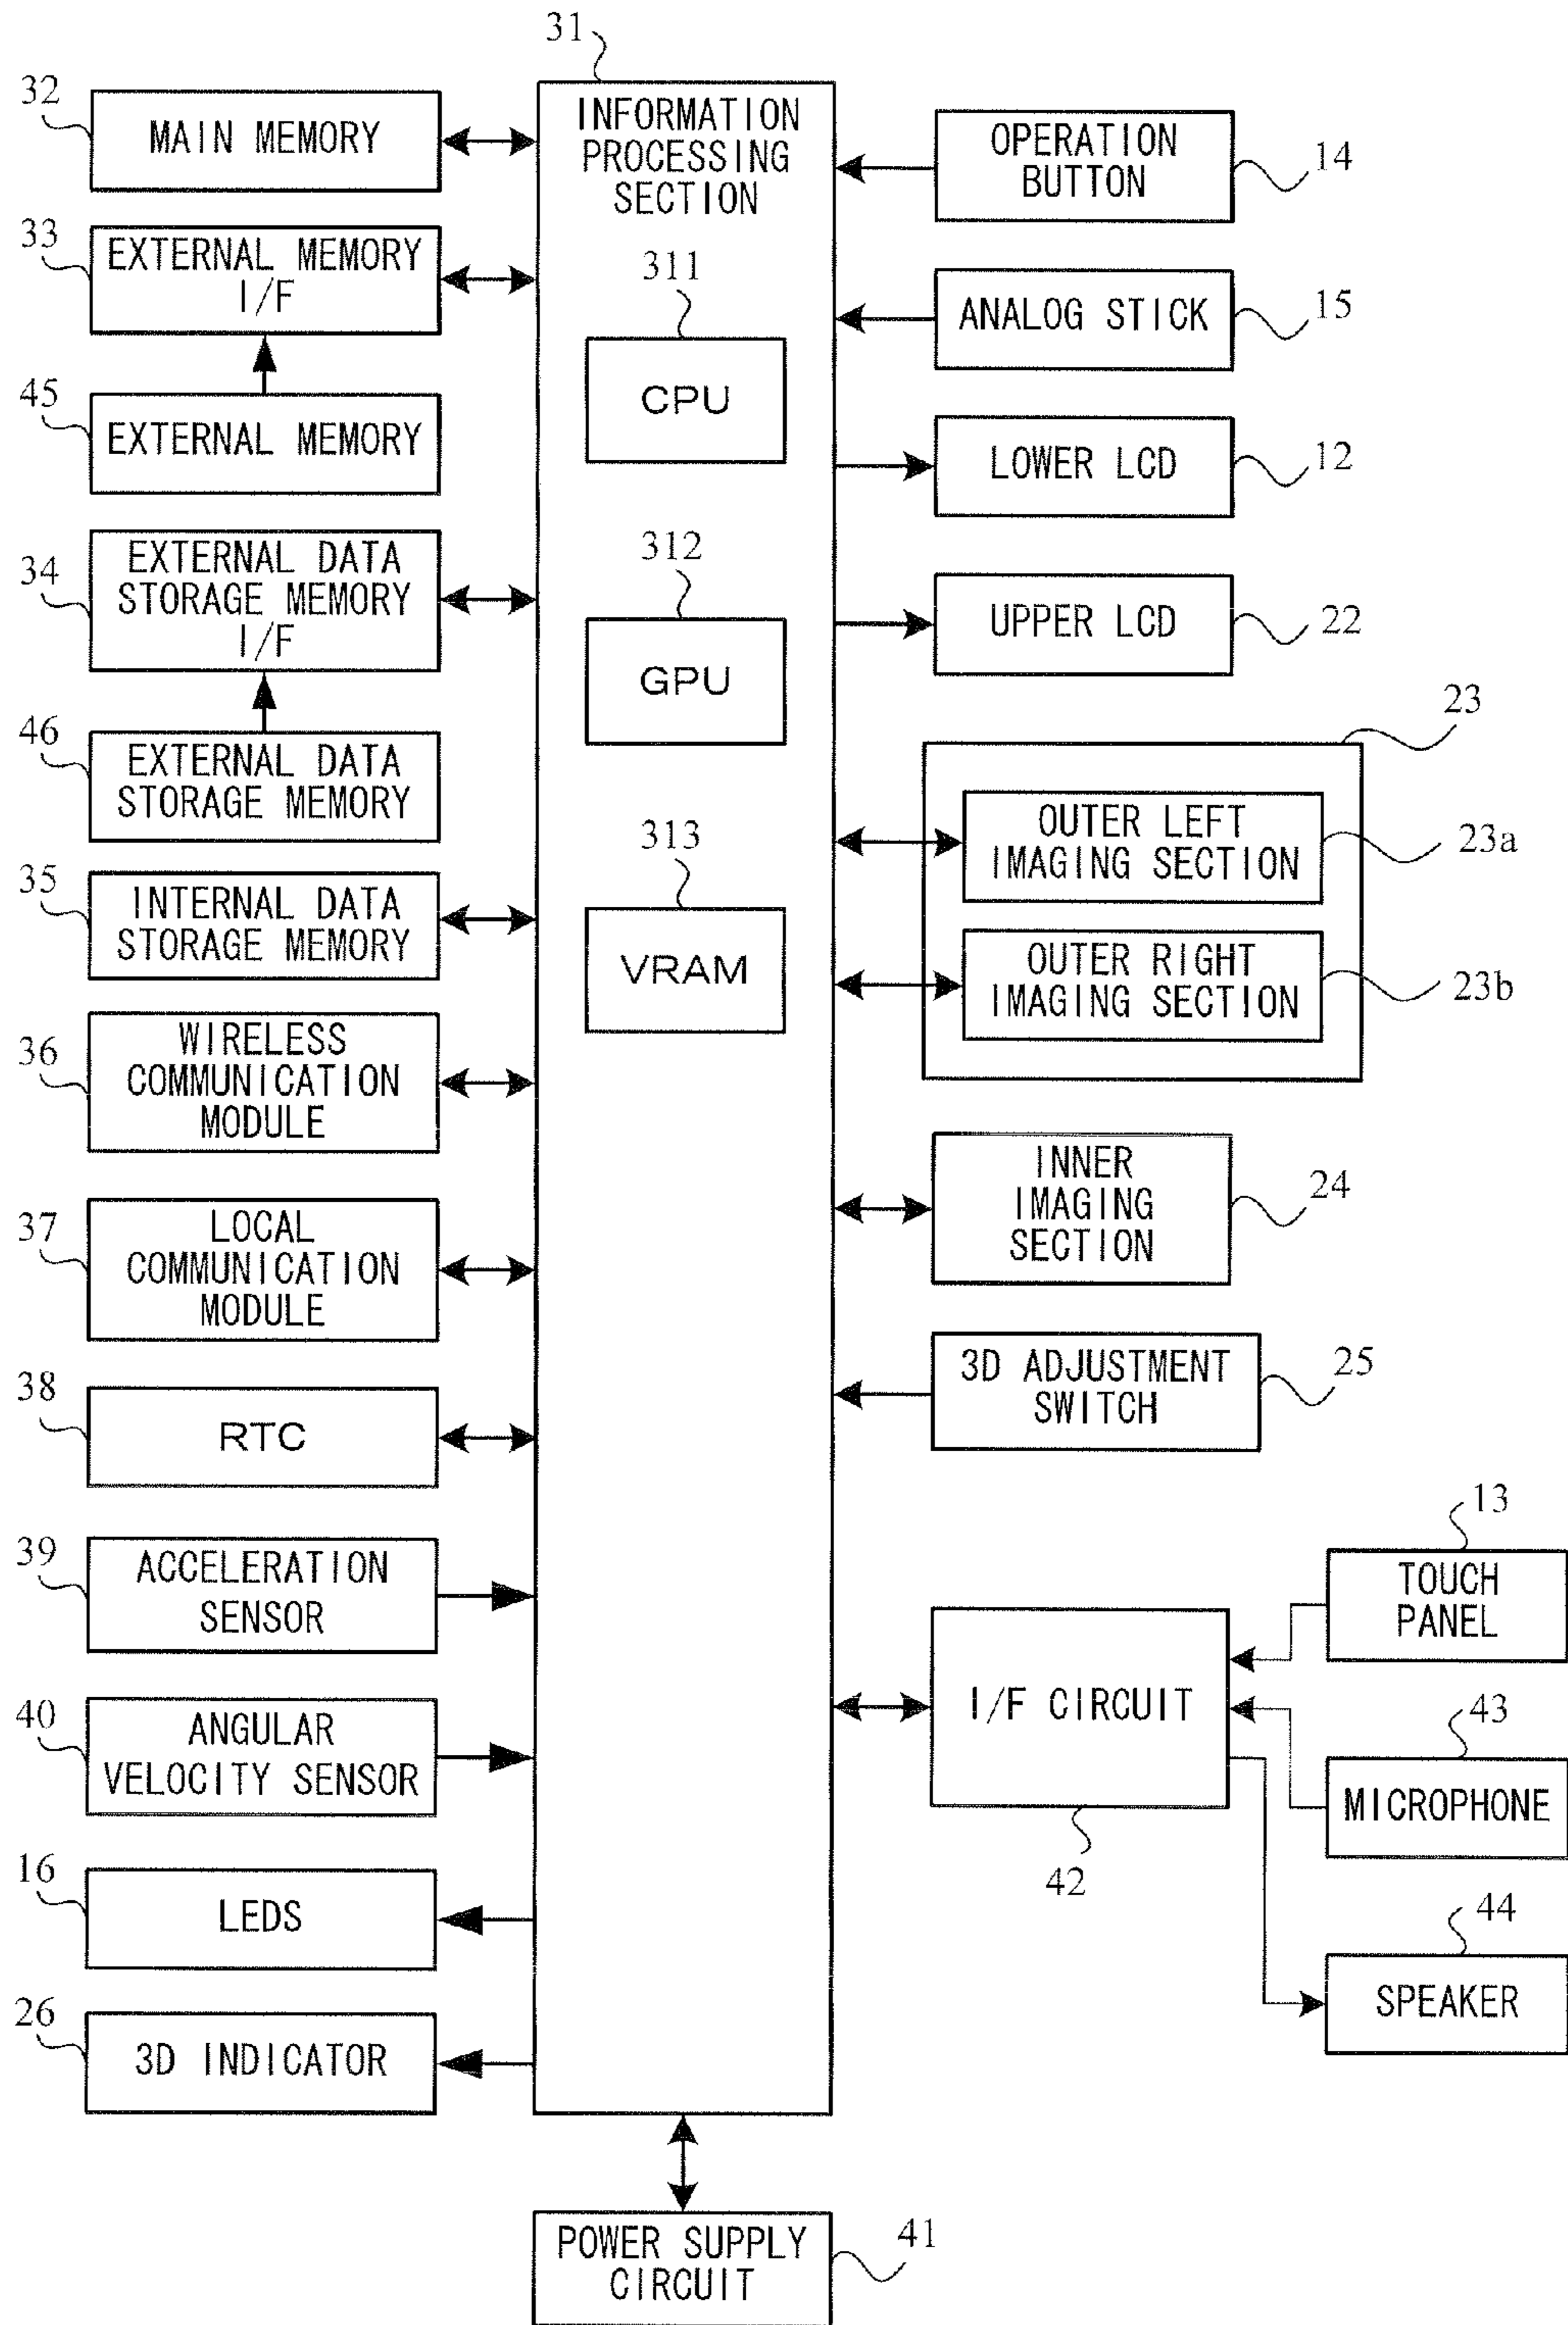 31
INFORMATION
PROCESSING
SECTION
311
CPU
312
GPU
313
VRAM
32
MAIN MEMORY
33
EXTERNAL MEMORY
I/F
45
EXTERNAL MEMORY
34
EXTERNAL DATA
STORAGE MEMORY
I/F
46
EXTERNAL DATA
STORAGE MEMORY
35
INTERNAL DATA
STORAGE MEMORY
36
WIRELESS
COMMUNICATION
MODULE
37
LOCAL
COMMUNICATION
MODULE
38
RTC
39
ACCELERATION
SENSOR
40
ANGULAR
VELOCITY SENSOR
16
LEDS
26
3D INDICATOR
OPERATION
BUTTON
14
ANALOG STICK
15
LOWER LCD
12
UPPER LCD
22
23
OUTER LEFT
IMAGING SECTION
23a
OUTER RIGHT
IMAGING SECTION
23b
INNER
IMAGING
SECTION
24
3D ADJUSTMENT
SWITCH
25
13
TOUCH
PANEL
I/F CIRCUIT
42
43
MICROPHONE
44
SPEAKER
POWER SUPPLY
CIRCUIT
41